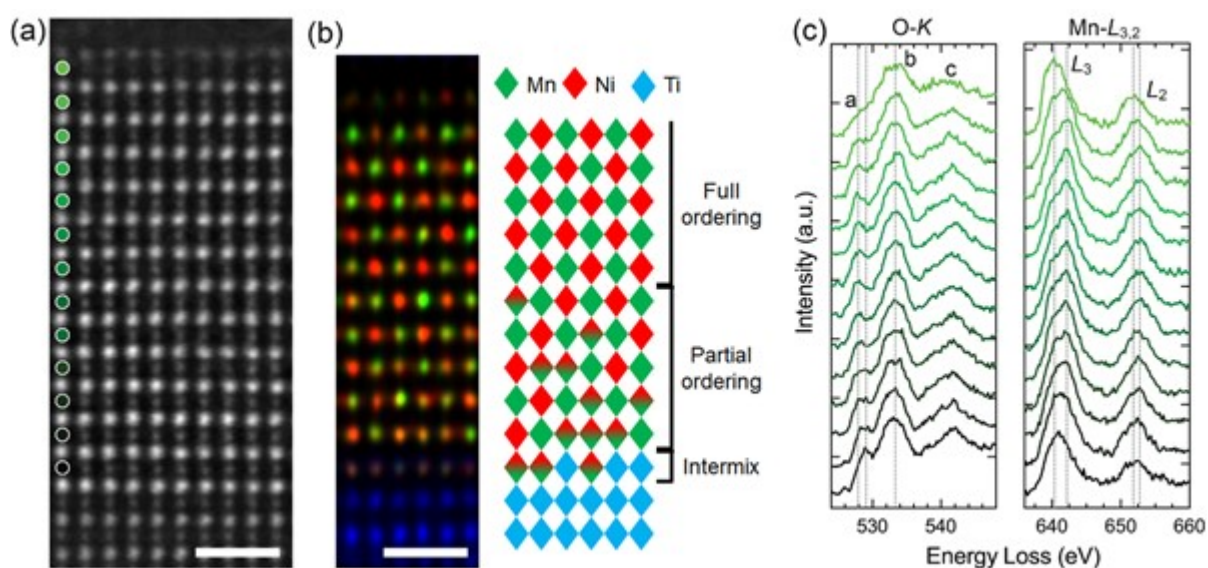 (a)
(b)
Mn Ni Ti
Full
ordering
Partial
ordering
Intermix
(c)
O-K Mn-L3,2
a b c L3 L2
Intensity (a.u.)
530 540 640 650 660
Energy Loss (eV)